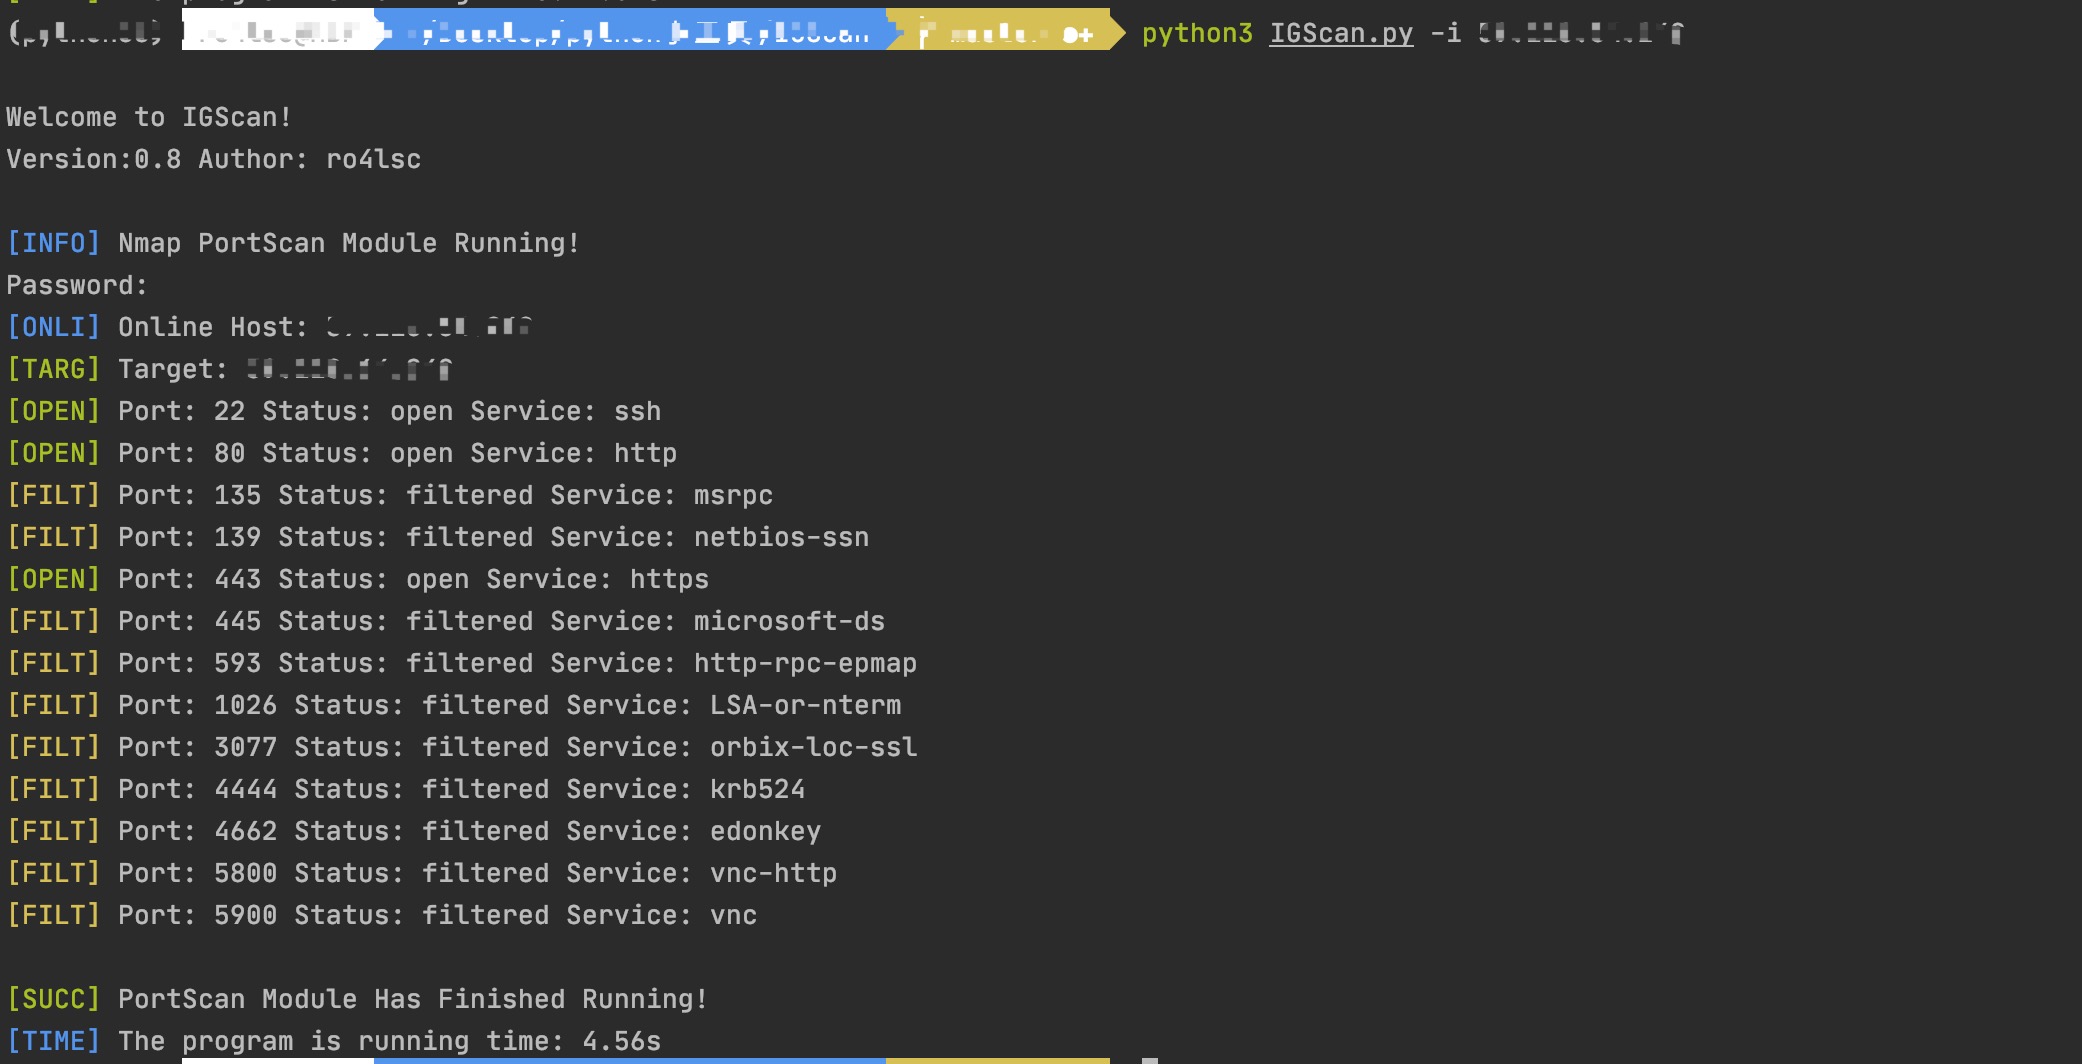 python3 IGScan.py -i
Welcome to IGScan!
Version:0.8 Author: ro4lsc
[INFO] Nmap PortScan Module Running!
Password:
[ONLI] Online Host:
[TARG] Target:
[OPEN] Port: 22 Status: open Service: ssh
[OPEN] Port: 80 Status: open Service: http
[FILT] Port: 135 Status: filtered Service: msrpc
[FILT] Port: 139 Status: filtered Service: netbios-ssn
[OPEN] Port: 443 Status: open Service: https
[FILT] Port: 445 Status: filtered Service: microsoft-ds
[FILT] Port: 593 Status: filtered Service: http-rpc-epmap
[FILT] Port: 1026 Status: filtered Service: LSA-or-nterm
[FILT] Port: 3077 Status: filtered Service: orbix-loc-ssl
[FILT] Port: 4444 Status: filtered Service: krb524
[FILT] Port: 4662 Status: filtered Service: edonkey
[FILT] Port: 5800 Status: filtered Service: vnc-http
[FILT] Port: 5900 Status: filtered Service: vnc
[SUCC] PortScan Module Has Finished Running!
[TIME] The program is running time: 4.56s